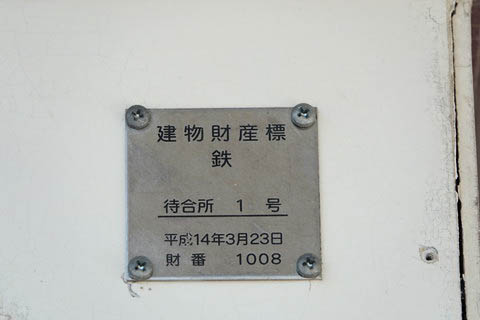 建物財産標
鉄
待合所 1 号
平成14年3月23日
財番 1008